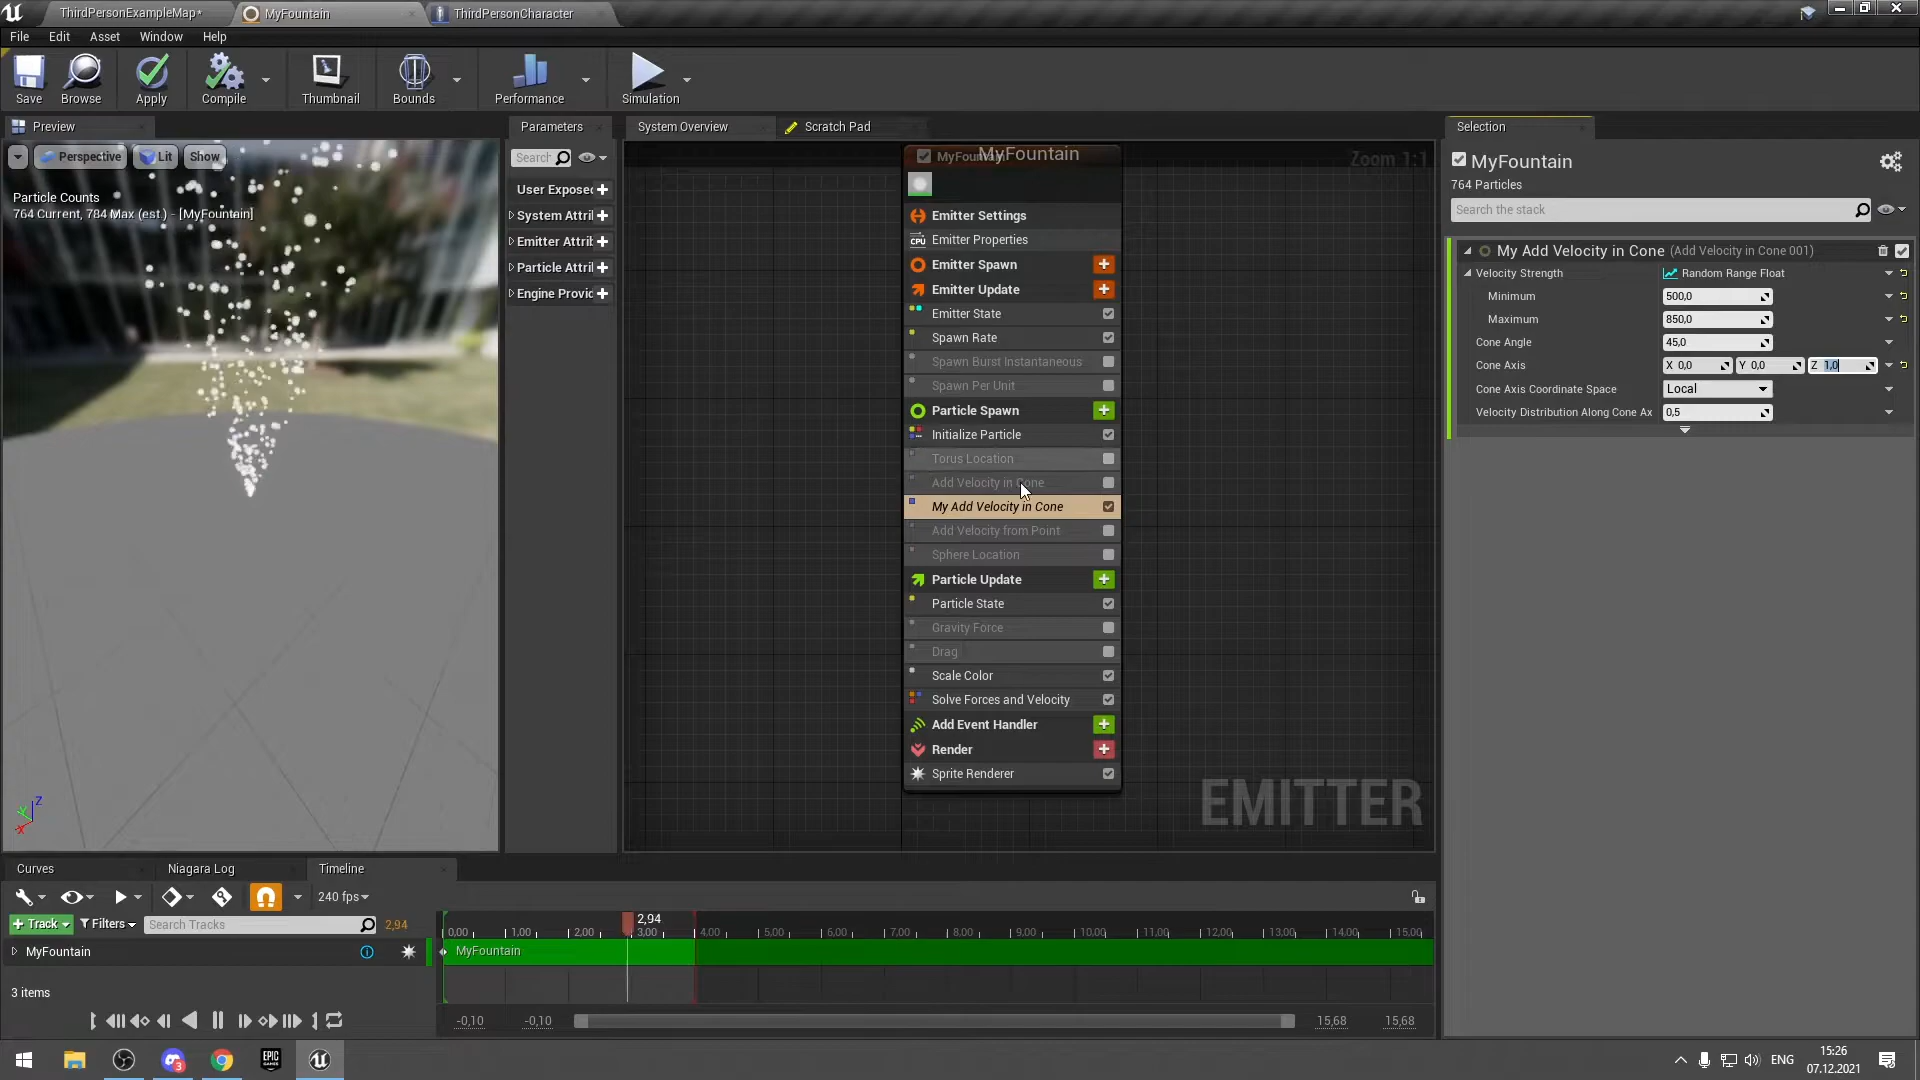 ThirdPersonExampleMap*
MyFountain
ThirdPersonCharacter
File Edit Asset Window Help
Save
Browse
Apply
Compile
Thumbnail
Bounds
Performance
Simulation
Preview
Parameters
System Overview
Scratch Pad
Selection
Perspective
Lit
Show
Particle Counts
764 Current, 784 Max (est.) - [MyFountain]
Search
User Expose
System Attri
Emitter Attri
Particle Attri
Engine Provi
MyFountain
MyFountain
Zoom 1:1
Emitter Settings
CPU Emitter Properties
Emitter Spawn
Emitter Update
Emitter State
Spawn Rate
Spawn Burst Instantaneous
Spawn Per Unit
Particle Spawn
Initialize Particle
Torus Location
Add Velocity in Cone
My Add Velocity in Cone
Add Velocity from Point
Sphere Location
Particle Update
Particle State
Gravity Force
Drag
Scale Color
Solve Forces and Velocity
Add Event Handler
Render
Sprite Renderer
EMITTER
MyFountain
764 Particles
Search the stack
My Add Velocity in Cone (Add Velocity in Cone 001)
Velocity Strength Random Range Float
Minimum 500,0
Maximum 850,0
Cone Angle 45,0
Cone Axis X 0,0 Y 0,0 Z 1,0
Cone Axis Coordinate Space Local
Velocity Distribution Along Cone Ax 0,5
Z
Y
X
Curves
Niagara Log
Timeline
240 fps
+ Track
Filters
Search Tracks
2,94
2,94
0,00 1,00 2,00 3,00 4,00 5,00 6,00 7,00 8,00 9,00 10,00 11,00 12,00 13,00 14,00 15,00
MyFountain
MyFountain
3 items
-0,10 -0,10 15,68 15,68
3
EPIC GAMES
ENG
15:26
07.12.2021